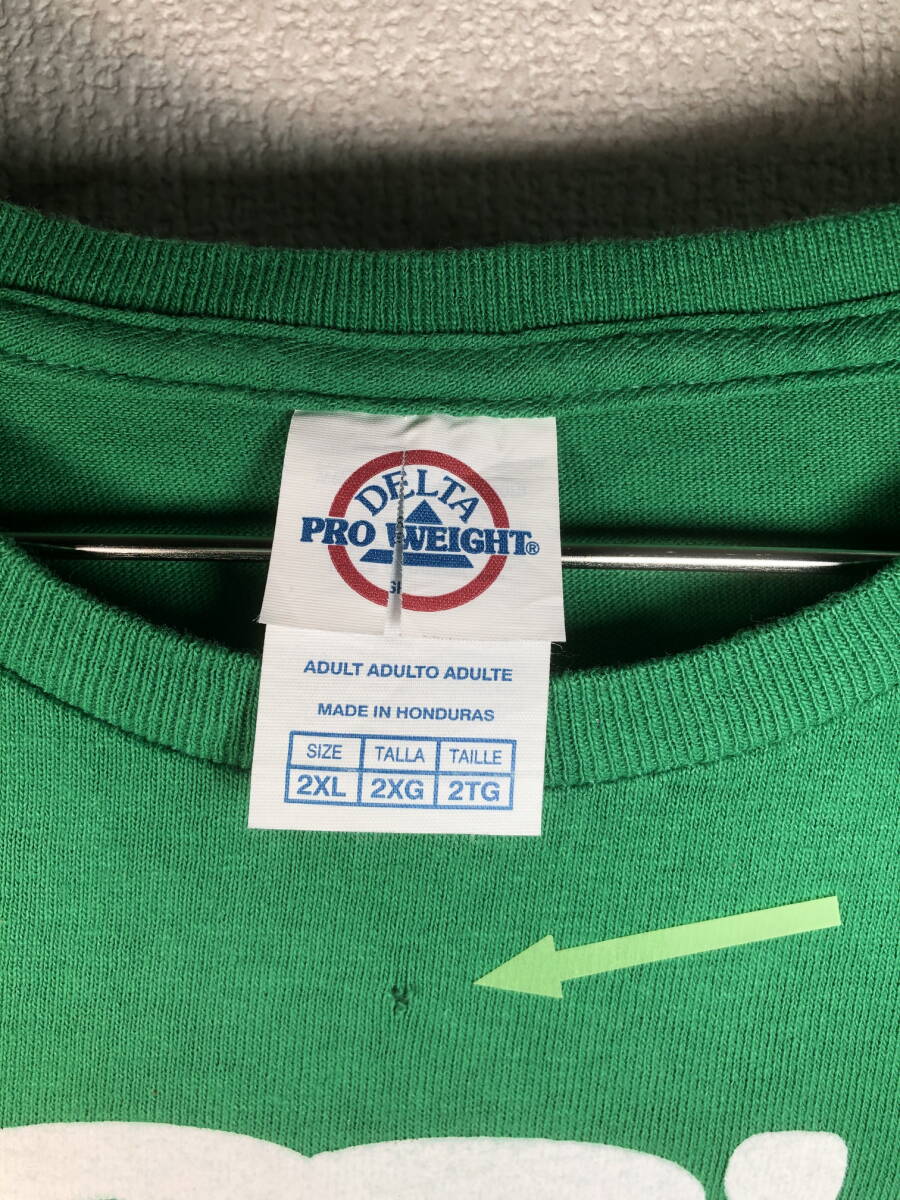 DELTA
PRO WEIGHT®
ADULT ADULTO ADULTE
MADE IN HONDURAS
SIZE TALLA TAILLE
2XL 2XG 2TG